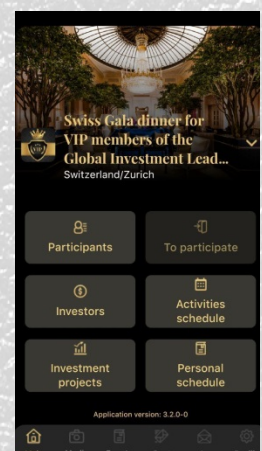 Swiss Gala dinner for
VIP members of the
Global Investment Lead...
Switzerland/Zurich
VIP
Participants
To participate
Investors
Activities
schedule
Investment
projects
Personal
schedule
Application version: 3.2.0-0